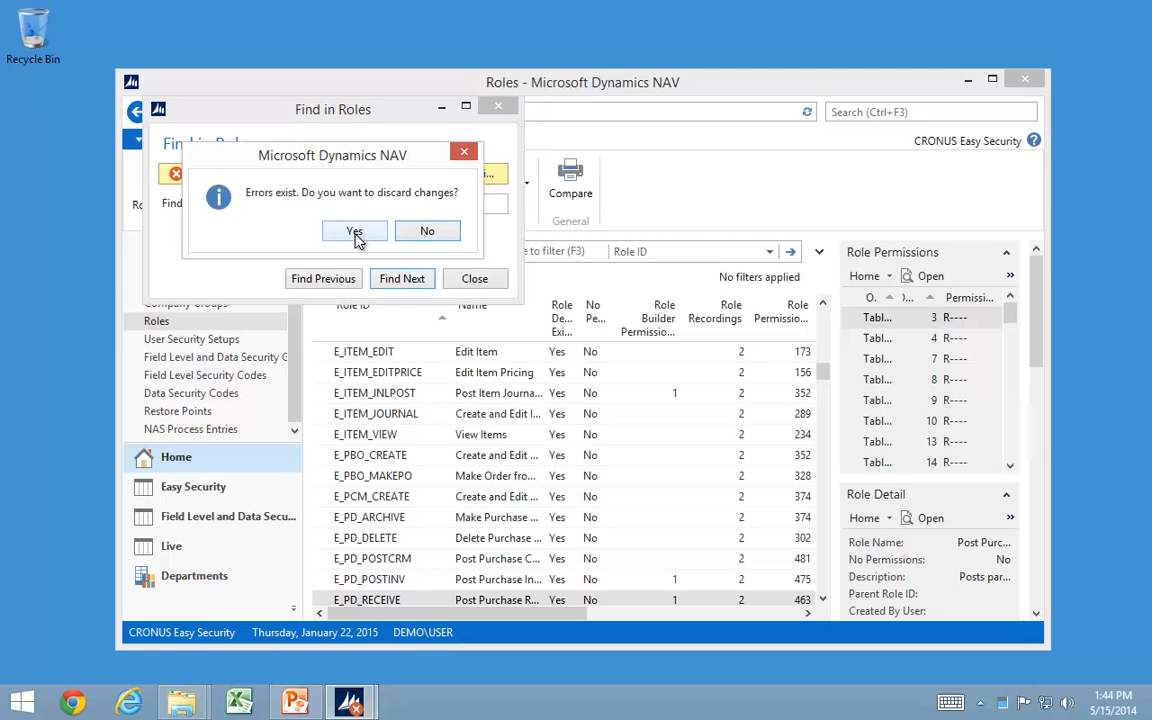 Recycle Bin
Roles - Microsoft Dynamics NAV
Find in Roles
Search (Ctrl+F3)
CRONUS Easy Security
Microsoft Dynamics NAV
Errors exist. Do you want to discard changes?
Yes
No
Find
Find Previous
Find Next
Close
Compare
General
e to filter (F3)
Role ID
No filters applied
Company Groups
Roles
User Security Setups
Field Level and Data Security G
Field Level Security Codes
Data Security Codes
Restore Points
NAS Process Entries
Home
Easy Security
Field Level and Data Secu...
Live
Departments
Role ID Name Role De... Exi... No Pe... Role Builder Permissio... Role Recordings Role Permissio...
E_ITEM_EDIT Edit Item Yes No 2 173
E_ITEM_EDITPRICE Edit Item Pricing Yes No 2 156
E_ITEM_JNLPOST Post Item Journa... Yes No 1 2 352
E_ITEM_JOURNAL Create and Edit I... Yes No 2 289
E_ITEM_VIEW View Items Yes No 2 234
E_PBO_CREATE Create and Edit ... Yes No 2 352
E_PBO_MAKEPO Make Order from... Yes No 2 328
E_PCM_CREATE Create and Edit ... Yes No 2 374
E_PD_ARCHIVE Make Purchase ... Yes No 2 374
E_PD_DELETE Delete Purchase ... Yes No 2 302
E_PD_POSTCRM Post Purchase C... Yes No 2 481
E_PD_POSTINV Post Purchase In... Yes No 1 2 475
E_PD_RECEIVE Post Purchase R... Yes No 1 2 463
Role Permissions
Home Open
O. D... Permissi...
Tabl... 3 R----
Tabl... 4 R----
Tabl... 7 R----
Tabl... 8 R----
Tabl... 9 R----
Tabl... 10 R----
Tabl... 13 R----
Tabl... 14 R----
Role Detail
Home Open
Role Name: Post Purc...
No Permissions: No
Description: Posts par...
Parent Role ID:
Created By User:
CRONUS Easy Security Thursday, January 22, 2015 DEMO\USER
1:44 PM
5/15/2014